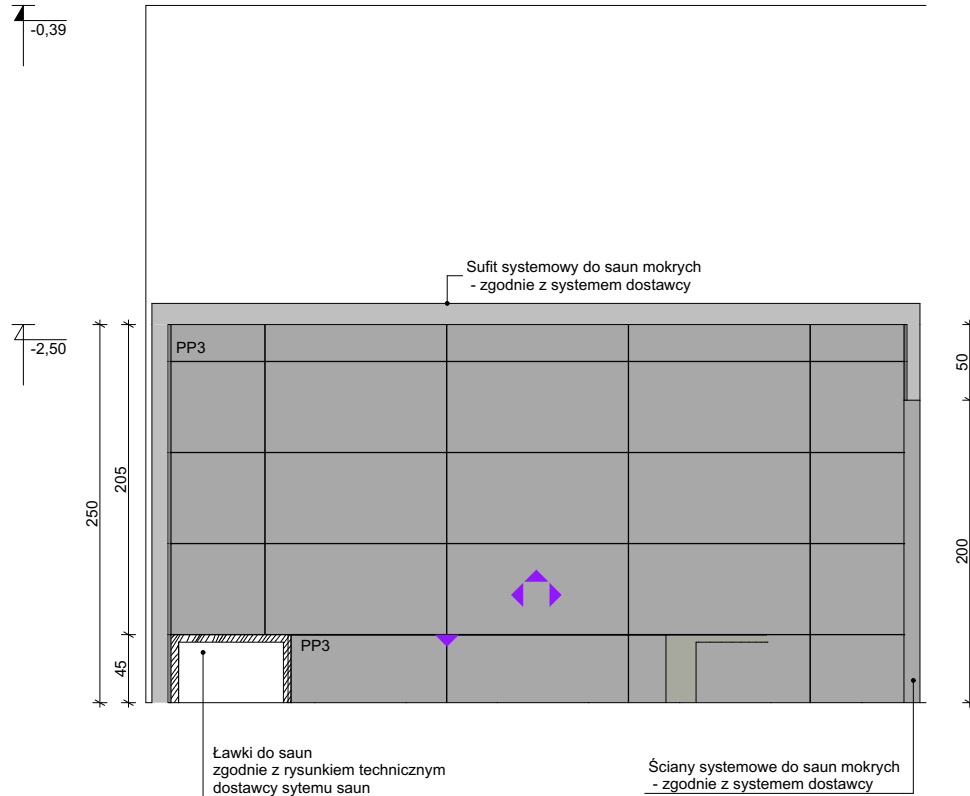 -0,39
Sufit systemowy do saun mokrych
- zgodnie z systemem dostawcy
-2,50
PP3
50
205
250
200
PP3
45
Ławki do saun
zgodnie z rysunkiem technicznym
dostawcy sytemu saun
Ściany systemowe do saun mokrych
- zgodnie z systemem dostawcy